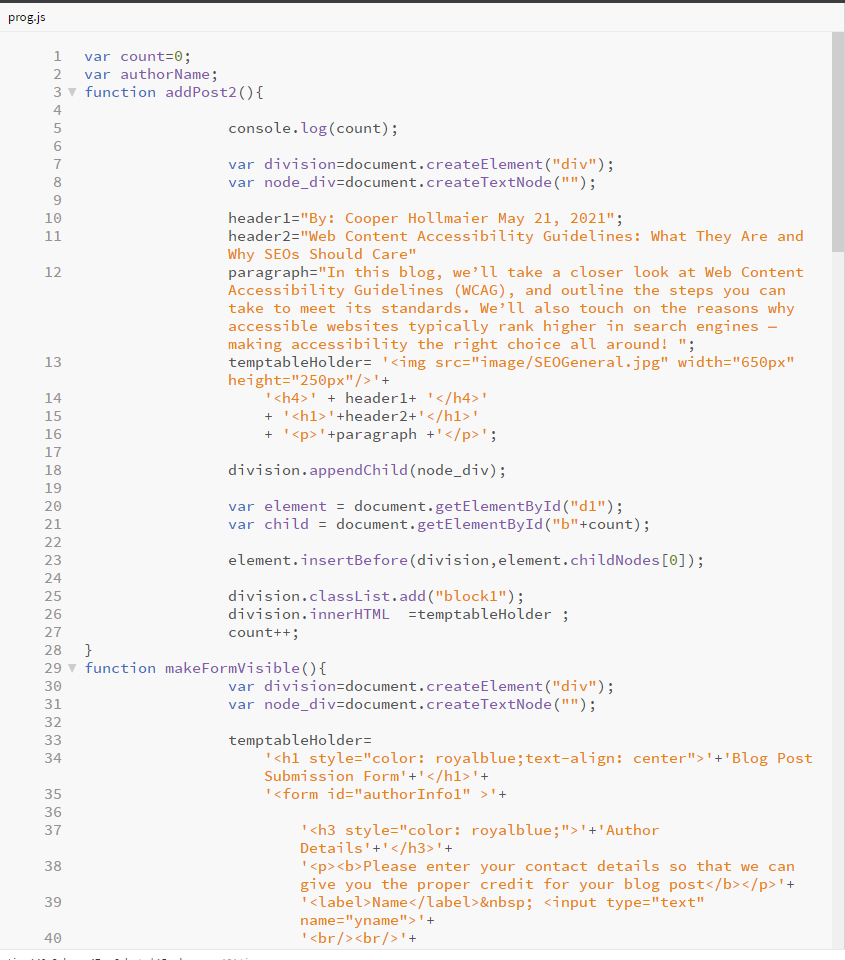 prog.js
1 var count=0;
2 var authorName;
3 function addPost2(){
4
5 console.log(count);
6
7 var division=document.createElement("div");
8 var node_div=document.createTextNode("");
9
10 header1="By: Cooper Hollmaier May 21, 2021";
11 header2="Web Content Accessibility Guidelines: What They Are and
Why SEOs Should Care"
12 paragraph="In this blog, we’ll take a closer look at Web Content
Accessibility Guidelines (WCAG), and outline the steps you can
take to meet its standards. We’ll also touch on the reasons why
accessible websites typically rank higher in search engines —
making accessibility the right choice all around! ";
13 temptableHolder= '<img src="image/SEOGeneral.jpg" width="650px"
height="250px"/>'+
14 '<h4>' + header1+ '</h4>'
15 + '<h1>'+header2+'</h1>'
16 + '<p>'+paragraph +'</p>';
17
18 division.appendChild(node_div);
19
20 var element = document.getElementById("d1");
21 var child = document.getElementById("b"+count);
22
23 element.insertBefore(division,element.childNodes[0]);
24
25 division.classList.add("block1");
26 division.innerHTML  =temptableHolder ;
27 count++;
28 }
29 function makeFormVisible(){
30 var division=document.createElement("div");
31 var node_div=document.createTextNode("");
32
33 temptableHolder=
34 '<h1 style="color: royalblue;text-align: center">'+'Blog Post
Submission Form'+'</h1>'+
35 '<form id="authorInfo1" >'+
36
37 '<h3 style="color: royalblue;">'+'Author
Details'+'</h3>'+
38 '<p><b>Please enter your contact details so that we can
give you the proper credit for your blog post</b></p>'+
39 '<label>Name</label>&nbsp; <input type="text"
name="yname">'+
40 '<br/><br/>'+